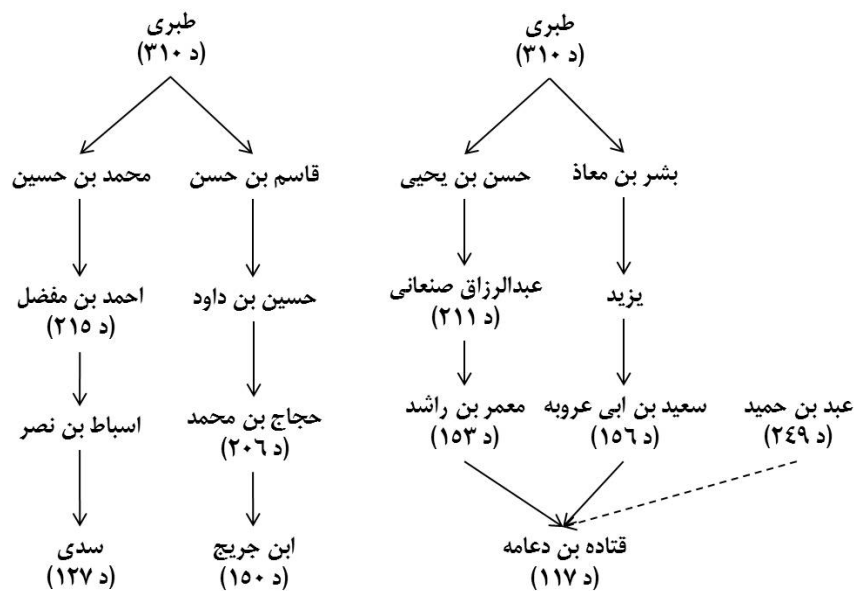 طبری
(د ۳۱۰)
طبری
(د ۳۱۰)
بشر بن معاذ
حسن بن یحیی
قاسم بن حسن
محمد بن حسین
یزید
عبدالرزاق صنعانی
(د ۲۱۱)
حسین بن داود
احمد بن مفضل
(د ۲۱۵)
عبد بن حمید
(د ۲٤۹)
سعید بن ابی عروبه
(د ۱۵۶)
معمر بن راشد
(د ۱۵۳)
حجاج بن محمد
(د ۲۰۶)
اسباط بن نصر
قتاده بن دعامه
(د ۱۱۷)
ابن جریج
(د ۱۵۰)
سدی
(د ۱۲۷)